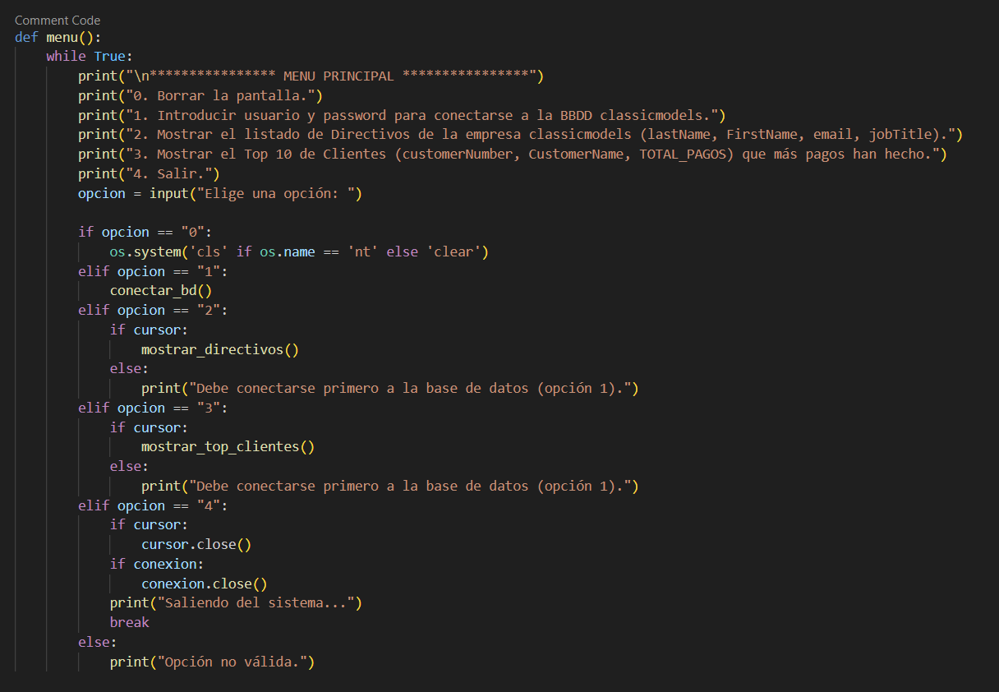 Comment Code
def menu():
    while True:
        print("\n**************** MENU PRINCIPAL ****************")
        print("0. Borrar la pantalla.")
        print("1. Introducir usuario y password para conectarse a la BBDD classicmodels.")
        print("2. Mostrar el listado de Directivos de la empresa classicmodels (lastName, FirstName, email, jobTitle).")
        print("3. Mostrar el Top 10 de Clientes (customerNumber, CustomerName, TOTAL_PAGOS) que más pagos han hecho.")
        print("4. Salir.")
        opcion = input("Elige una opción: ")

        if opcion == "0":
            os.system('cls' if os.name == 'nt' else 'clear')
        elif opcion == "1":
            conectar_bd()
        elif opcion == "2":
            if cursor:
                mostrar_directivos()
            else:
                print("Debe conectarse primero a la base de datos (opción 1).")
        elif opcion == "3":
            if cursor:
                mostrar_top_clientes()
            else:
                print("Debe conectarse primero a la base de datos (opción 1).")
        elif opcion == "4":
            if cursor:
                cursor.close()
            if conexion:
                conexion.close()
            print("Saliendo del sistema...")
            break
        else:
            print("Opción no válida.")